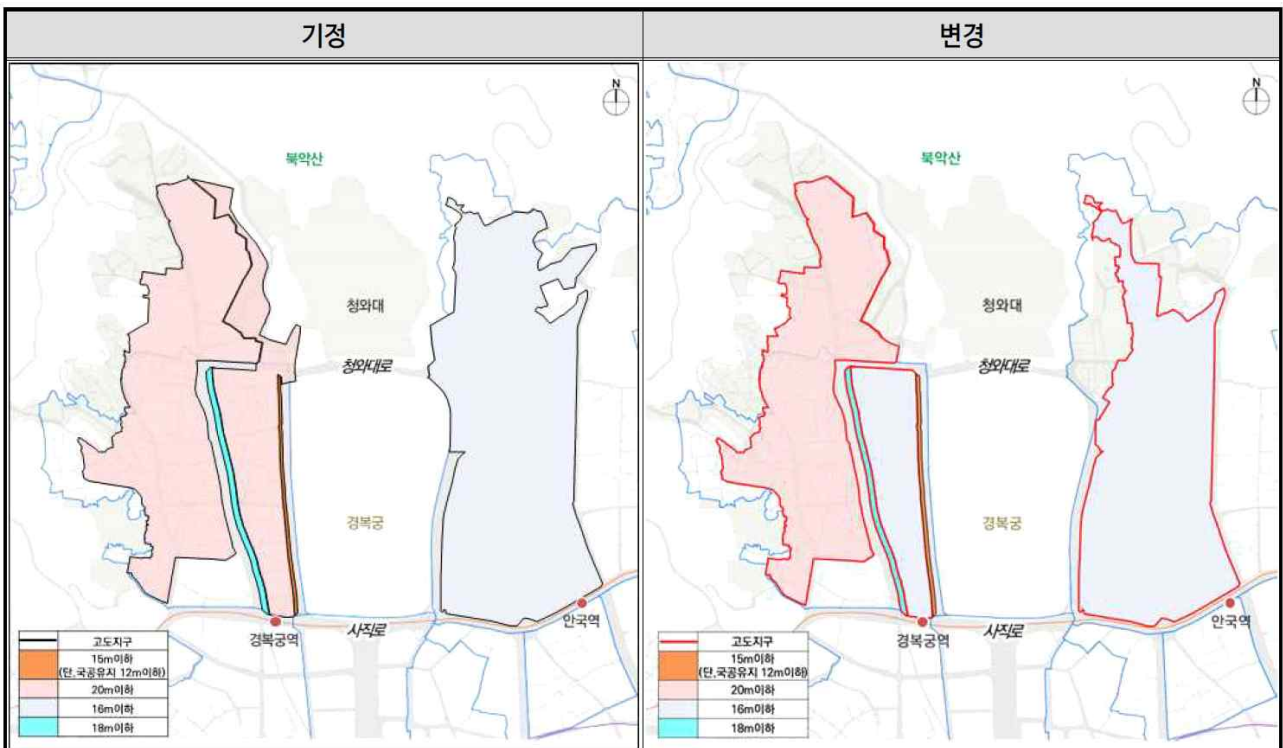 기정
변경
N
북악산
청와대
청와대로
경복궁
안국역
경복궁역
사직로
고도지구
15m이하
(단,국공유지 12m이하)
20m이하
16m이하
18m이하
N
북악산
청와대
청와대로
경복궁
안국역
경복궁역
사직로
고도지구
15m이하
(단,국공유지 12m이하)
20m이하
16m이하
18m이하